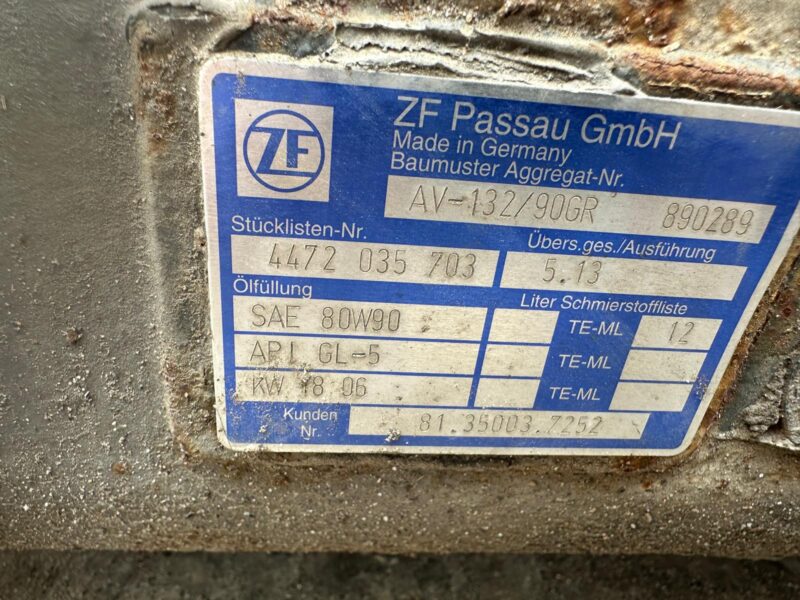 ZF
ZF Passau GmbH
Made in Germany
Baumuster Aggregat-Nr.
AV-132/90GR 890289
Stücklisten-Nr. Übers.ges./Ausführung
4472 035 703 5.13
Ölfüllung Liter Schmierstoffliste
SAE 80W90 TE-ML 12
API GL-5 TE-ML
KW 18 06 TE-ML
Kunden Nr. 81.35003.7252